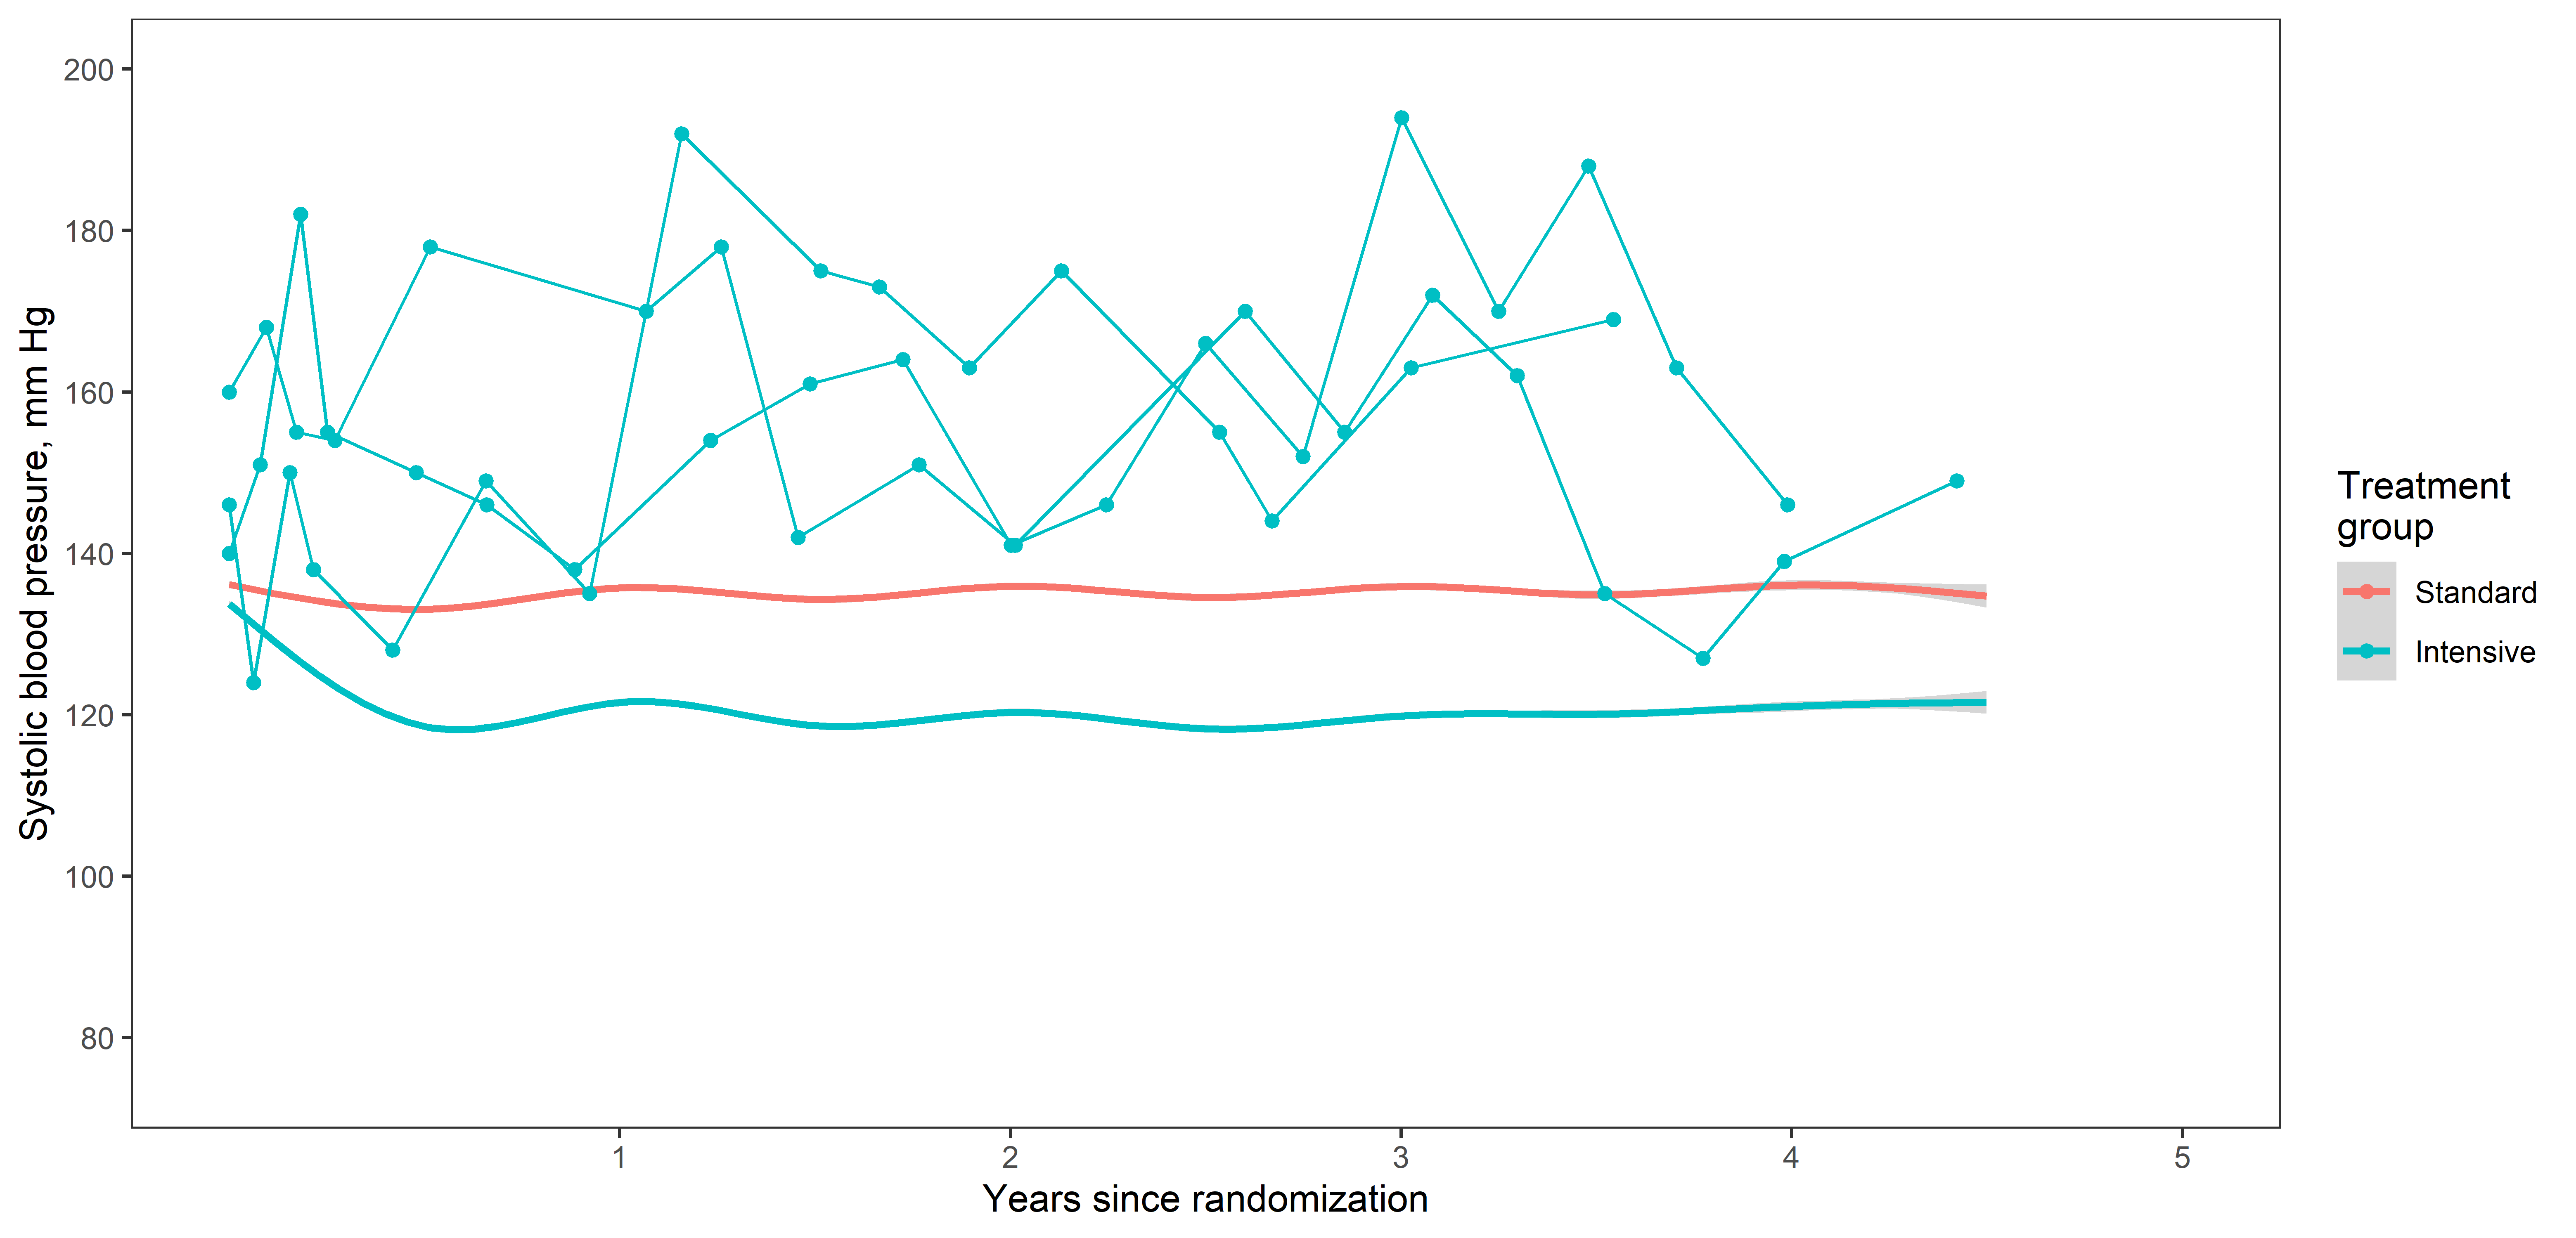 Systolic blood pressure, mm Hg
200
180
160
140
120
100
80
1
2
3
4
5
Years since randomization
Treatment
group
Standard
Intensive